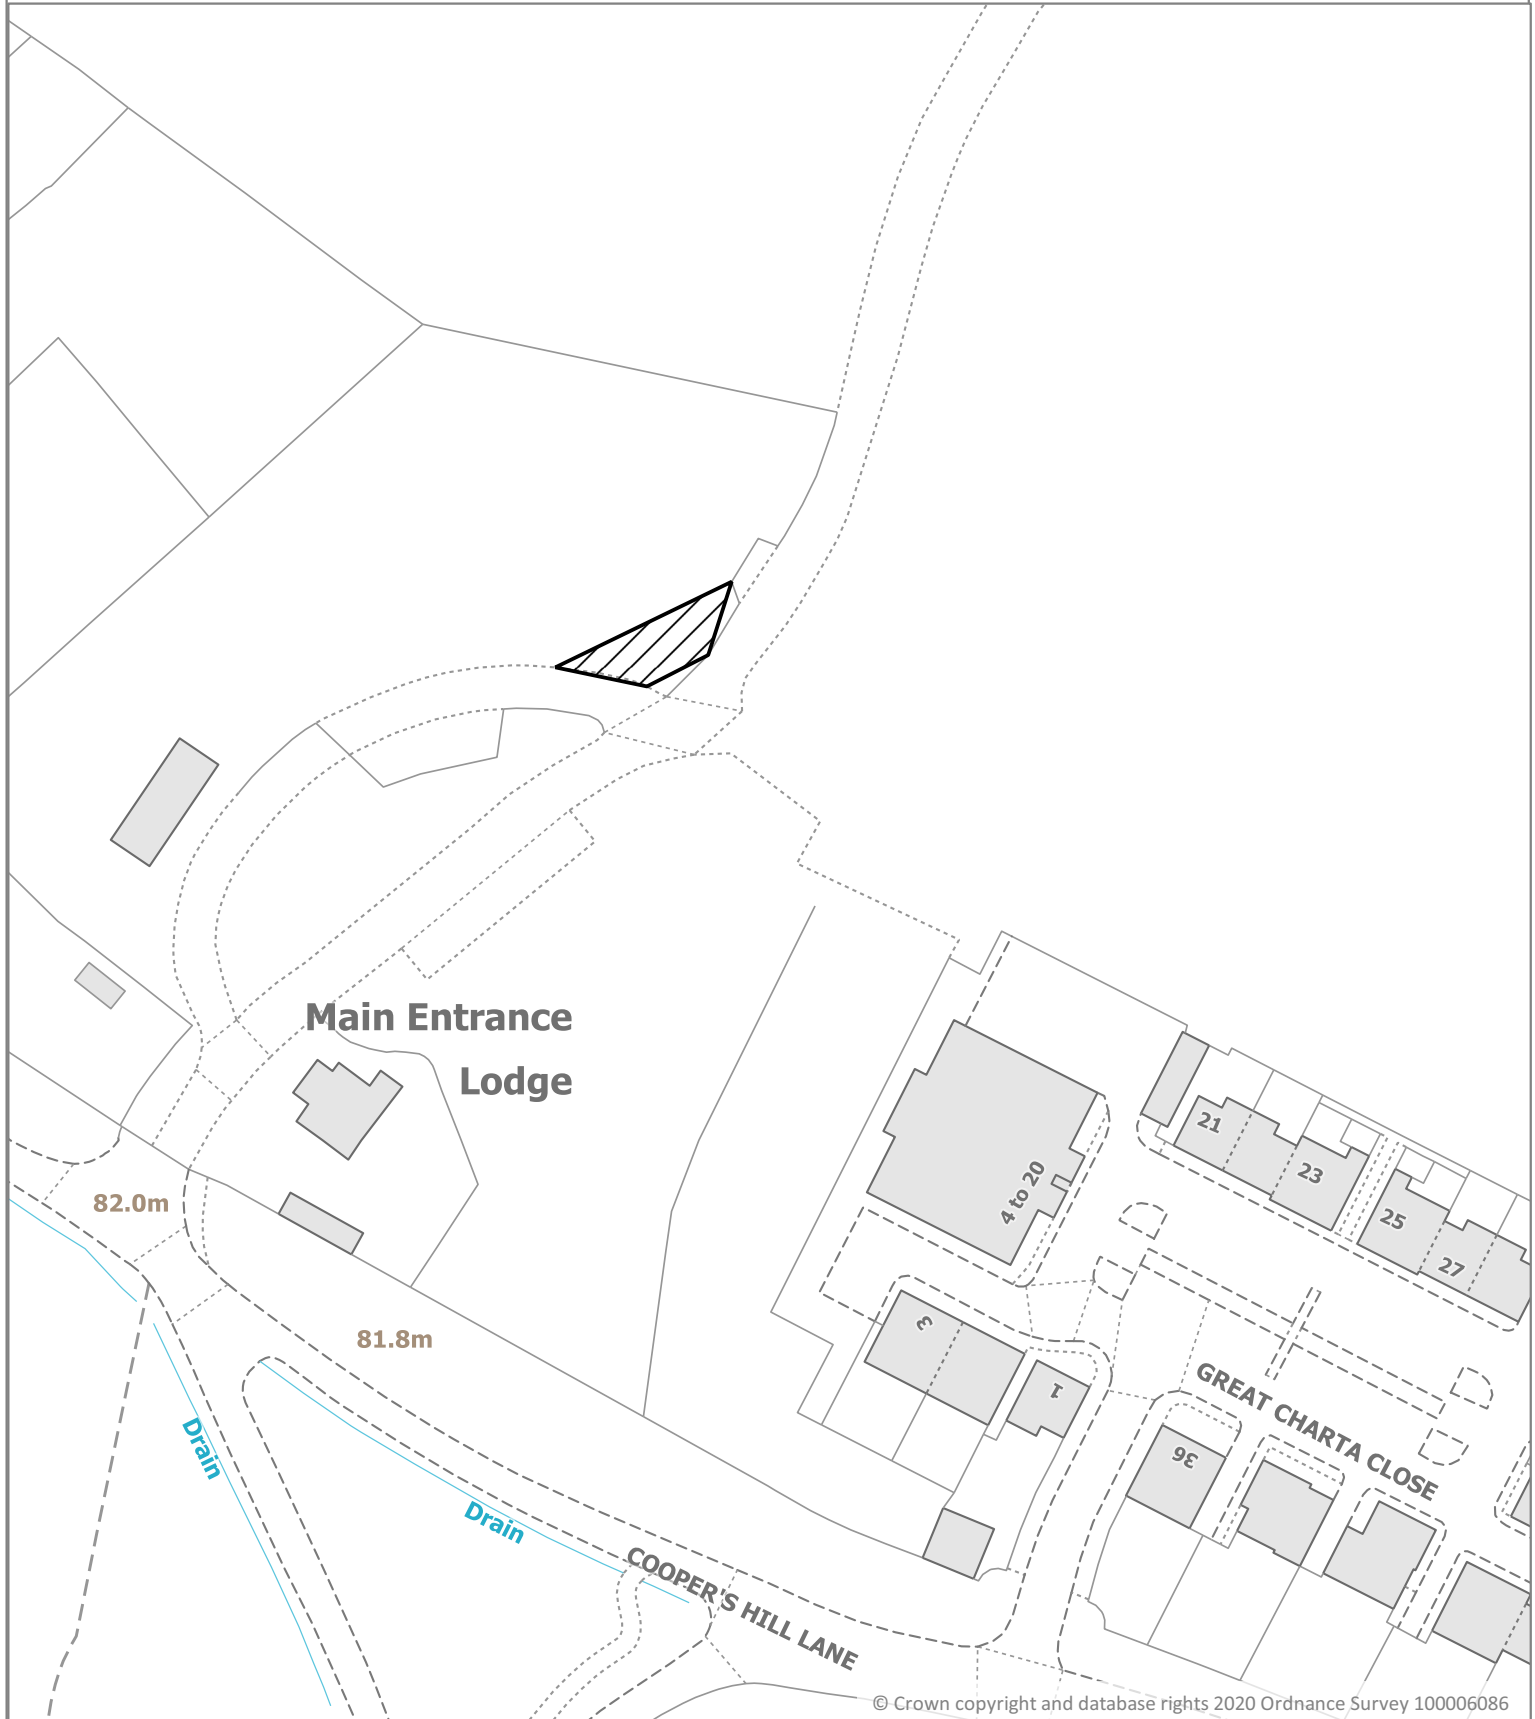 Main Entrance
Lodge
82.0m
81.8m
4 to 20
21
23
25
27
3
1
36
GREAT CHARTA CLOSE
Drain
Drain
COOPER'S HILL LANE
© Crown copyright and database rights 2020 Ordnance Survey 100006086